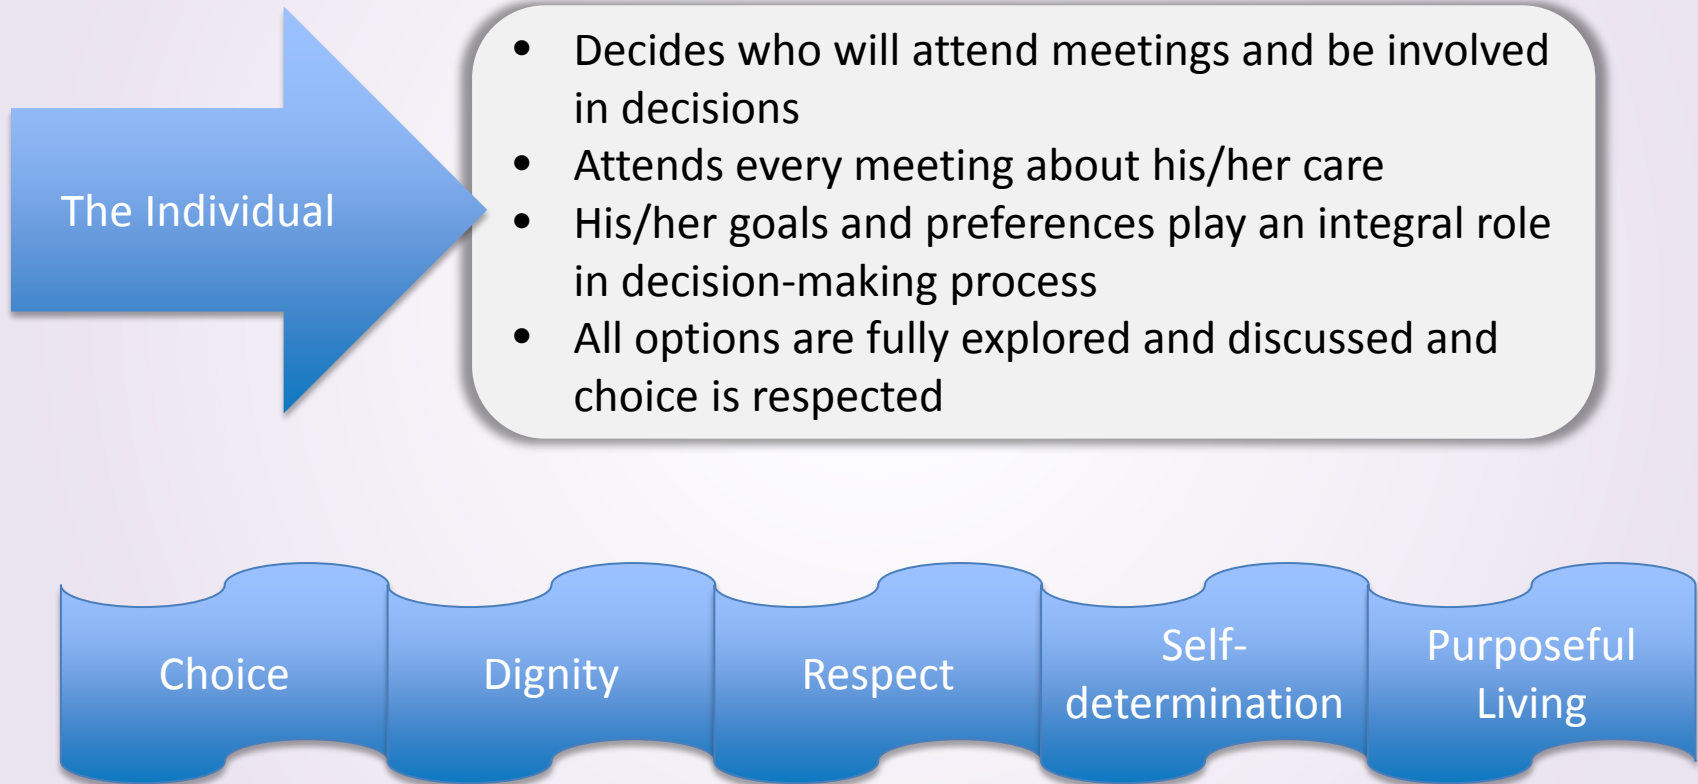 The Individual
• Decides who will attend meetings and be involved
in decisions
• Attends every meeting about his/her care
• His/her goals and preferences play an integral role
in decision-making process
• All options are fully explored and discussed and
choice is respected
Choice
Dignity
Respect
Self-
determination
Purposeful
Living